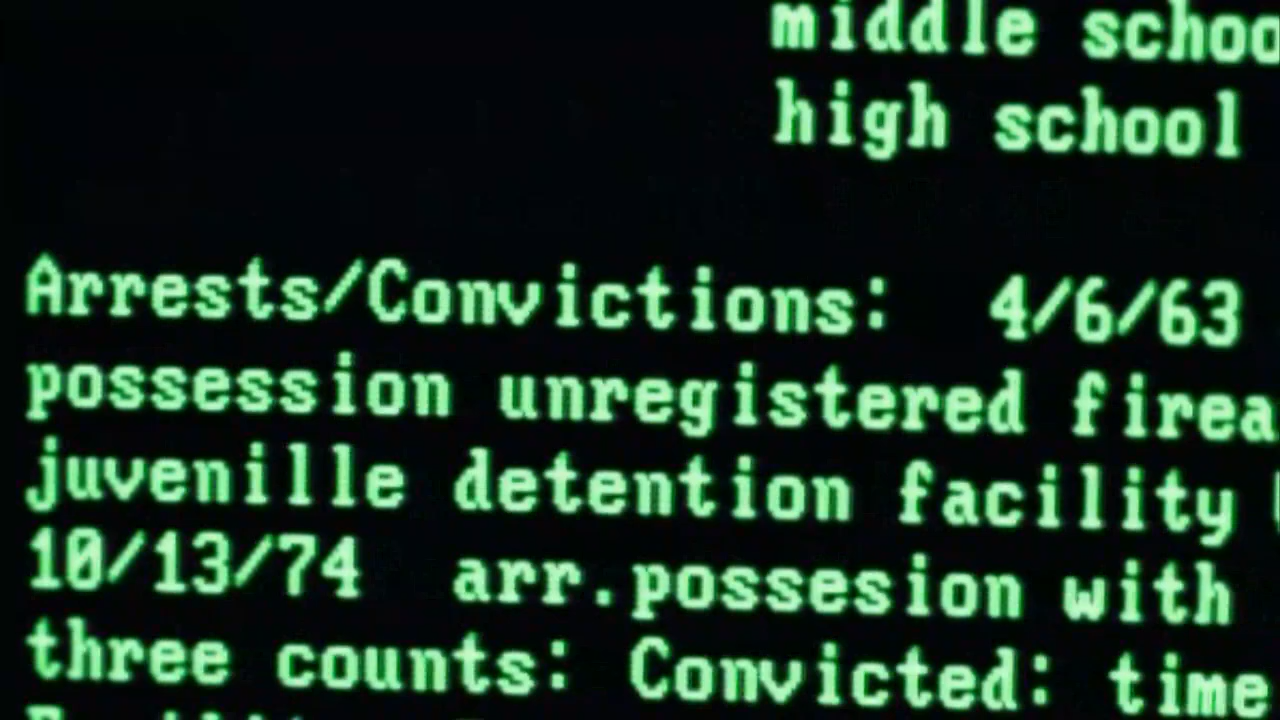 middle schoo
high school
Arrests/Convictions: 4/6/63
possession unregistered firea
juvenille detention facility
10/13/74 arr.possesion with
three counts: Convicted: time